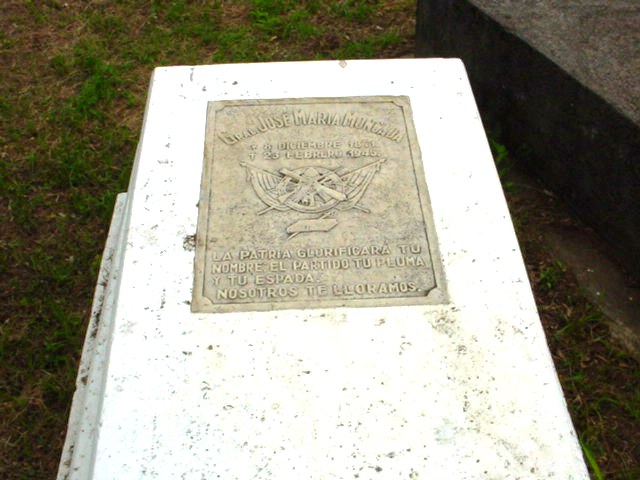 GRAL JOSE MARIA MONCADA
* 8 DICIEMBRE 1871.
† 23 FEBRERO 1945.
LA PATRIA GLORIFICARA TU
NOMBRE. EL PARTIDO TU PLUMA
Y TU ESPADA.
NOSOTROS TE LLORAMOS.